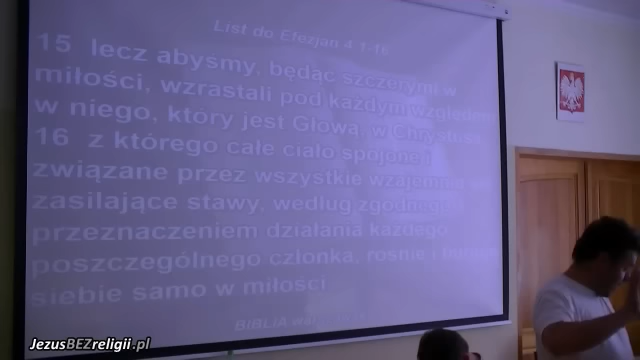 List do Efezjan 4 1-16
15 lecz abyśmy, będąc szczerymi w
miłości, wzrastali pod każdym względem
w niego, który jest Głową, w Chrystusa
16 z którego całe ciało spojone i
związane przez wszystkie wzajemnie
zasilające stawy, według zgodnego
przeznaczeniem działania każdego
poszczególnego członka, rośnie i
siebie samo w miłości
BIBLIA
JezusBEZreligii.pl